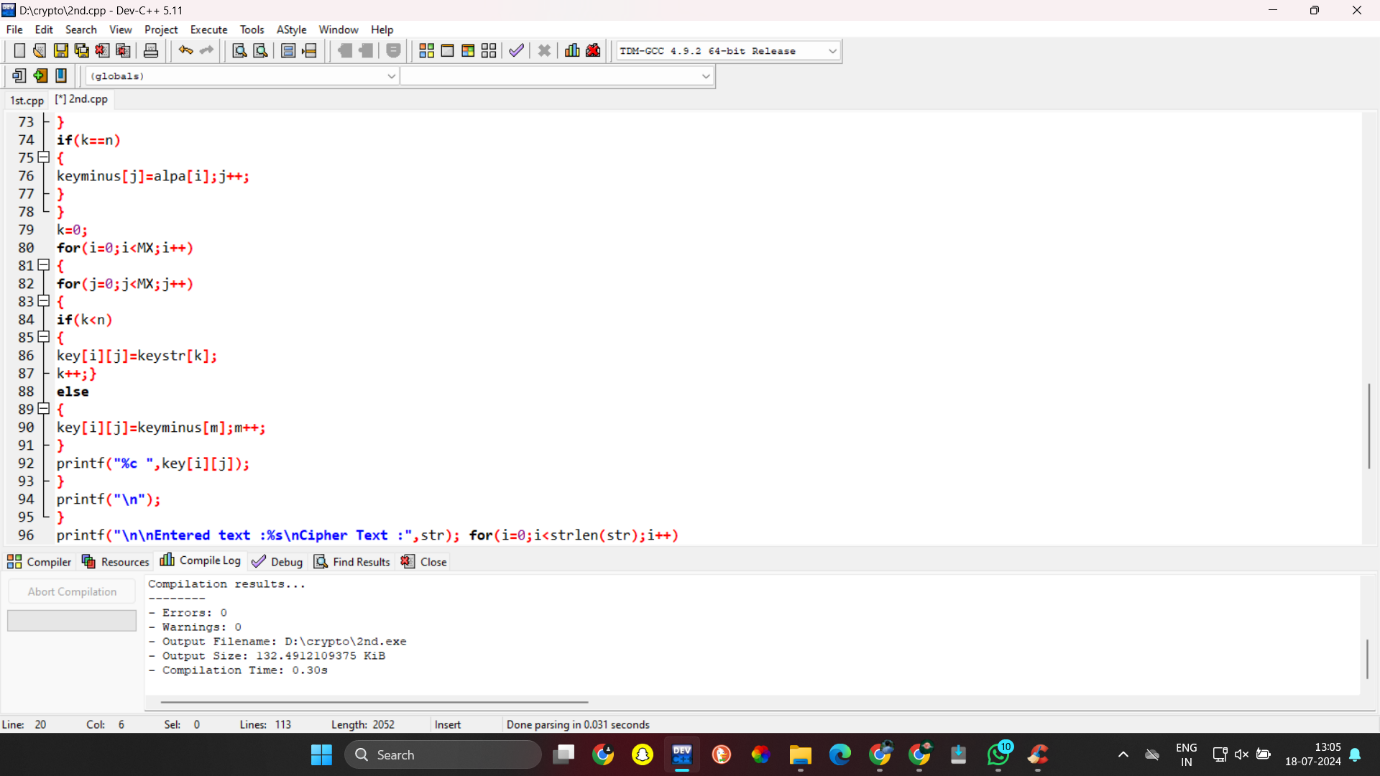 D:\crypto\2nd.cpp - Dev-C++ 5.11
File Edit Search View Project Execute Tools AStyle Window Help
TDM-GCC 4.9.2 64-bit Release
(globals)
1st.cpp [*] 2nd.cpp
73 }
74 if(k==n)
75 {
76 keyminus[j]=alpa[i];j++;
77 }
78 }
79 k=0;
80 for(i=0;i<MX;i++)
81 {
82 for(j=0;j<MX;j++)
83 {
84 if(k<n)
85 {
86 key[i][j]=keystr[k];
87 k++;}
88 else
89 {
90 key[i][j]=keyminus[m];m++;
91 }
92 printf("%c ",key[i][j]);
93 }
94 printf("\n");
95 }
96 printf("\n\nEntered text :%s\nCipher Text :",str); for(i=0;i<strlen(str);i++)
Compiler Resources Compile Log Debug Find Results Close
Abort Compilation
Compilation results...
--------
- Errors: 0
- Warnings: 0
- Output Filename: D:\crypto\2nd.exe
- Output Size: 132.4912109375 KiB
- Compilation Time: 0.30s
Line: 20 Col: 6 Sel: 0 Lines: 113 Length: 2052 Insert Done parsing in 0.031 seconds
Search
DEV C++
10
ENG
IN
13:05
18-07-2024